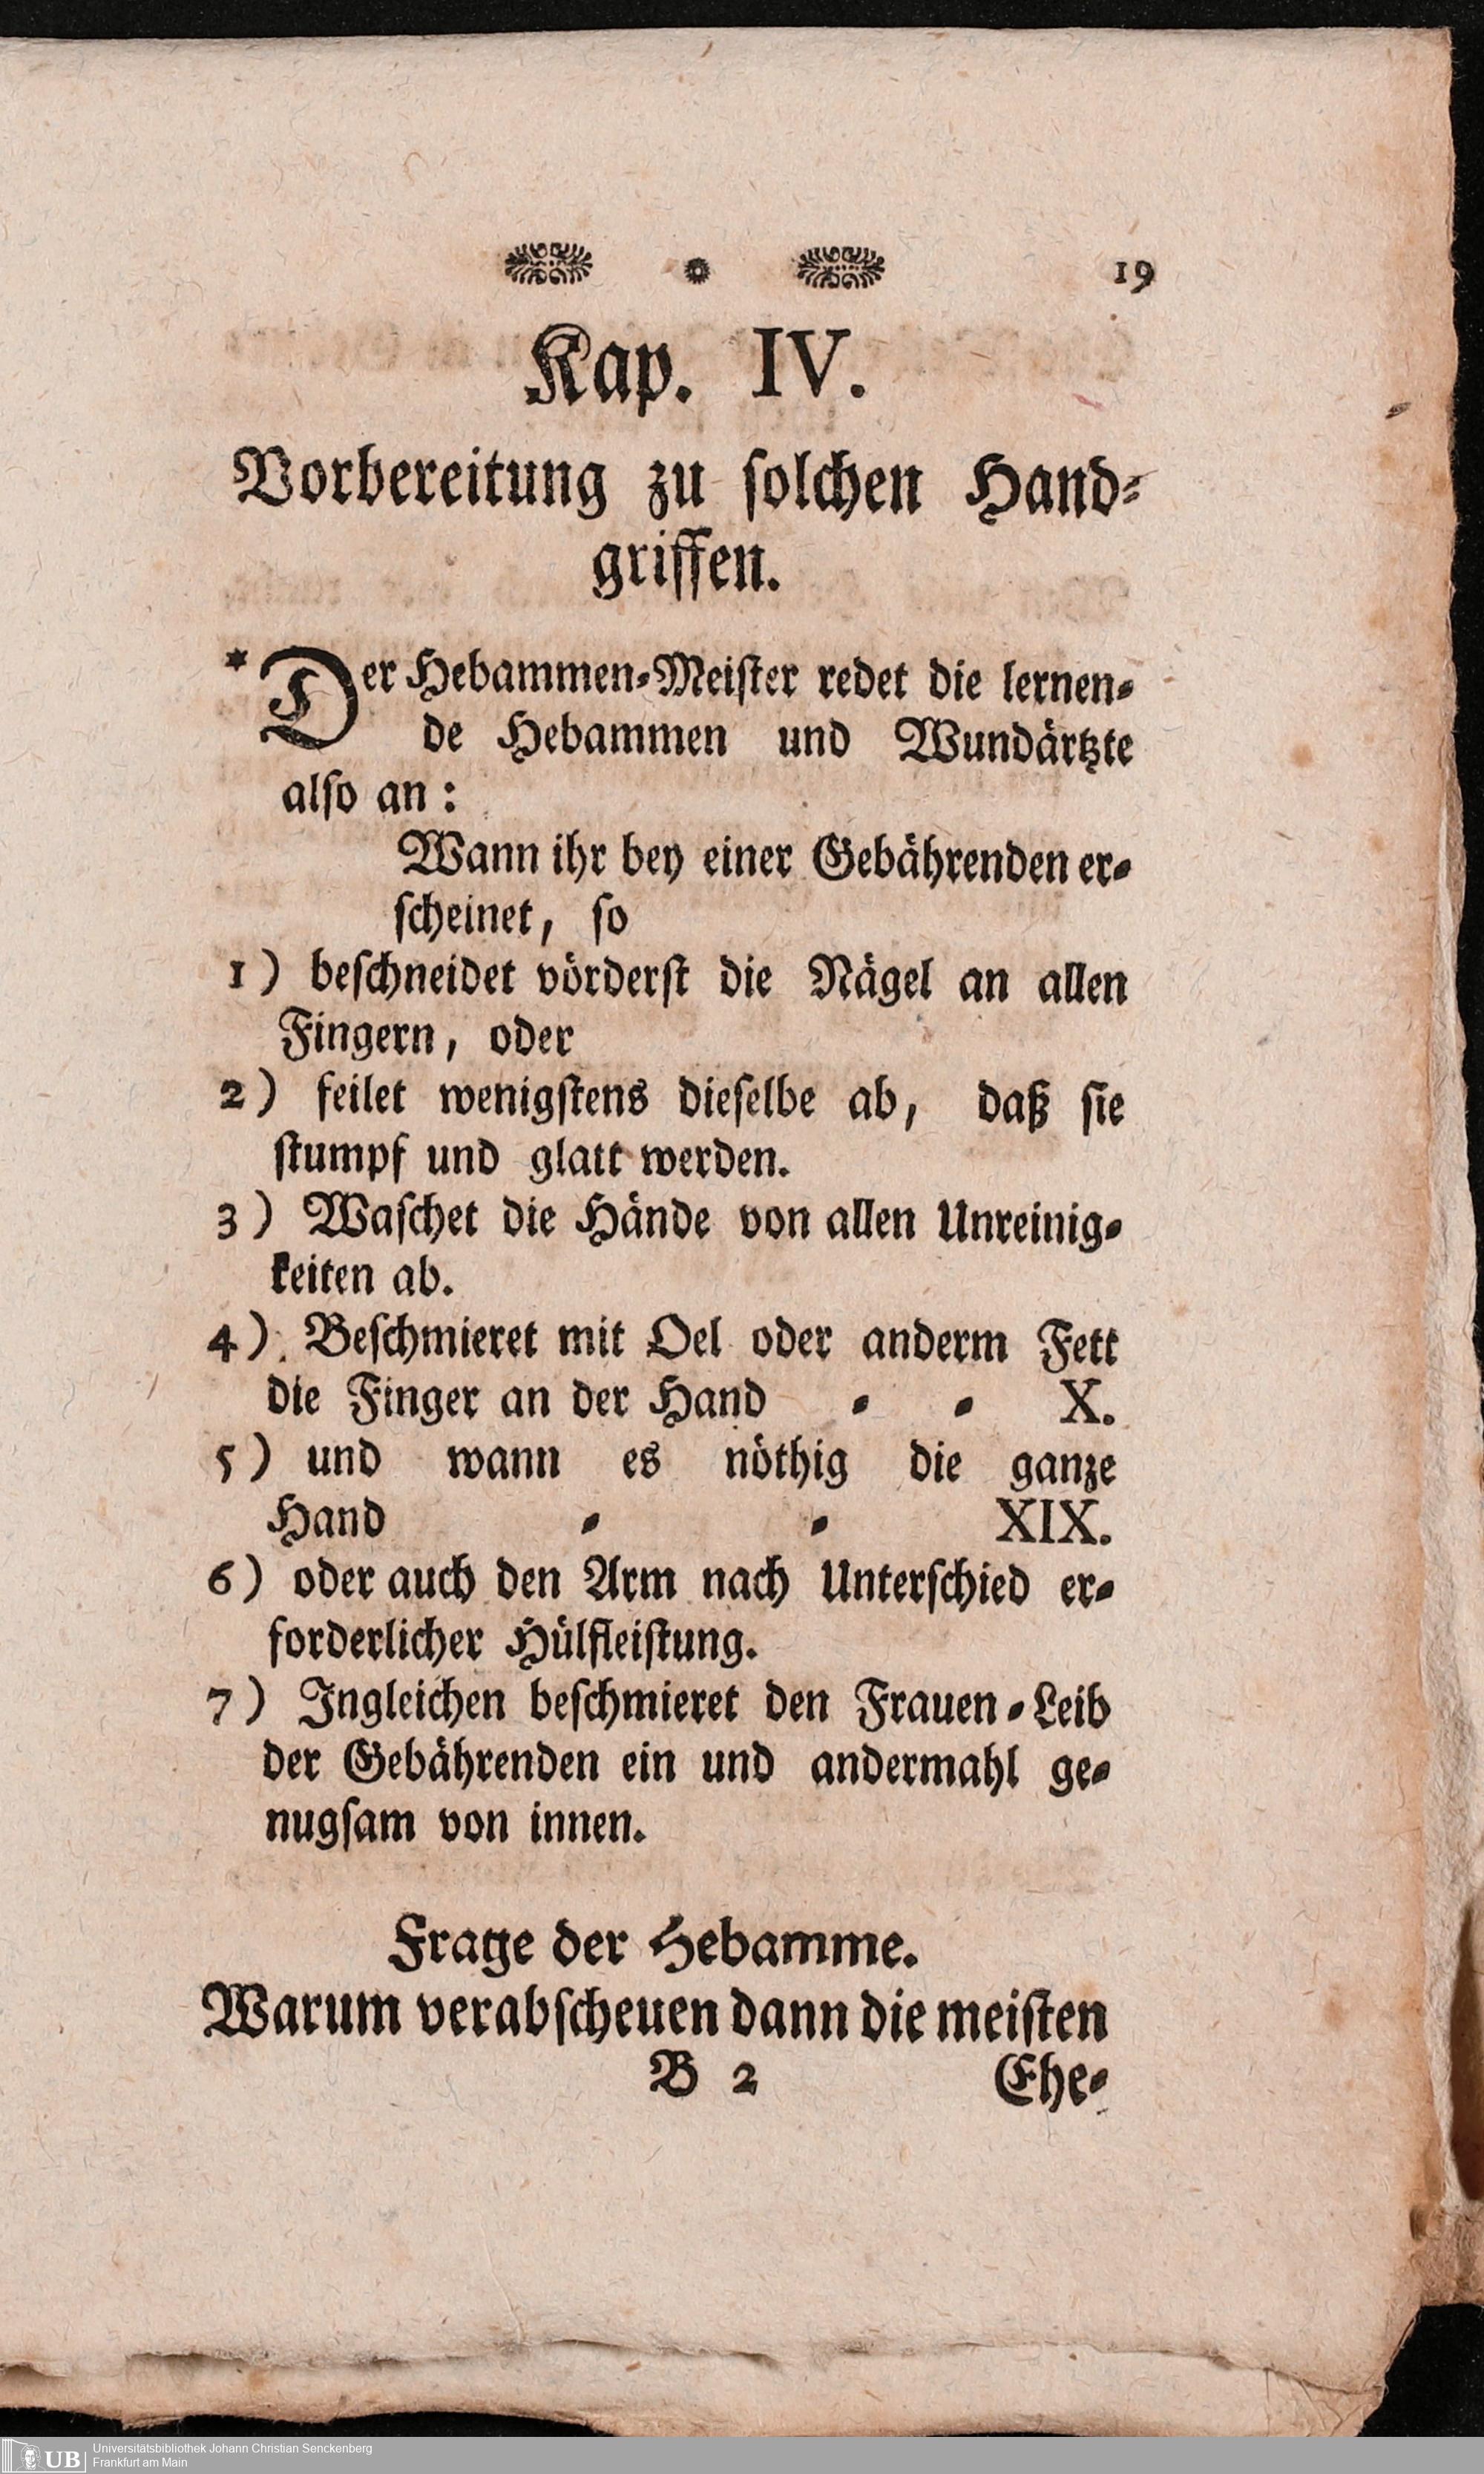 19
Kap. IV.
Vorbereitung zu solchen Hand-
griffen.
* Der Hebammen-Meister redet die lernen-
de Hebammen und Wundärtzte
also an:
Wann ihr bey einer Gebährenden er-
scheinet, so
1) beschneidet vörderst die Nägel an allen
Fingern, oder
2) feilet wenigstens dieselbe ab, daß sie
stumpf und glatt werden.
3) Waschet die Hände von allen Unreinig-
keiten ab.
4) Beschmieret mit Oel oder anderm Fett
die Finger an der Hand - - X.
5) und wann es nöthig die ganze
Hand - - XIX.
6) oder auch den Arm nach Unterschied er-
forderlicher Hülfleistung.
7) Ingleichen beschmieret den Frauen-Leib
der Gebährenden ein und andermahl ge-
nugsam von innen.
Frage der Hebamme.
Warum verabscheuen dann die meisten
B 2 Ehe-
UB Universitätsbibliothek Johann Christian Senckenberg
Frankfurt am Main